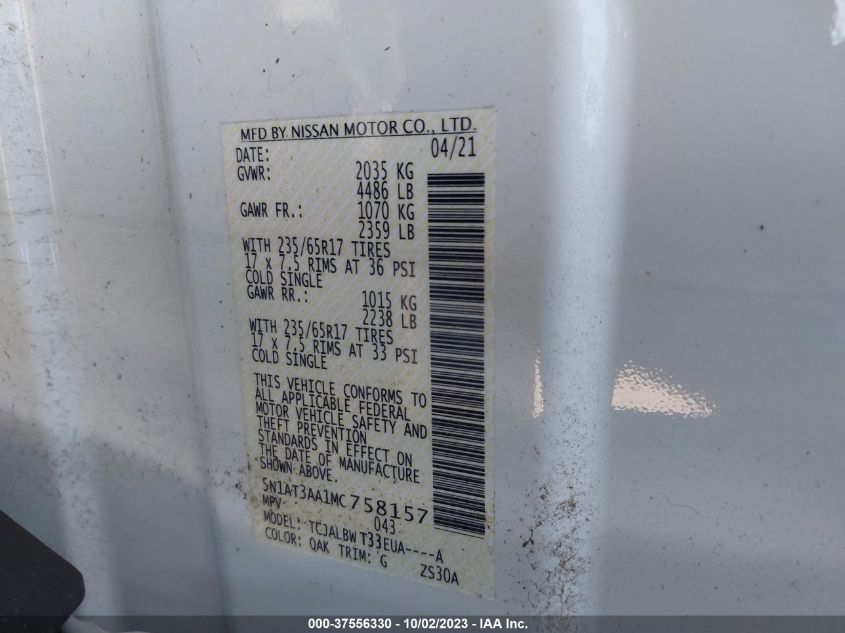 MFD BY NISSAN MOTOR CO., LTD.
DATE: 04/21
GVWR: 2035 KG
4486 LB
GAWR FR.: 1070 KG
2359 LB
WITH 235/65R17 TIRES
17 x 7.5 RIMS AT 36 PSI
COLD SINGLE
GAWR RR.: 1015 KG
2238 LB
WITH 235/65R17 TIRES
17 x 7.5 RIMS AT 33 PSI
COLD SINGLE
THIS VEHICLE CONFORMS TO
ALL APPLICABLE FEDERAL
MOTOR VEHICLE SAFETY AND
THEFT PREVENTION
STANDARDS IN EFFECT ON
THE DATE OF MANUFACTURE
SHOWN ABOVE.
5N1AT3AA1MC758157
MPV 043
MODEL: TCJALBW T33EUA----A
COLOR: QAK TRIM: G ZS30A
000-37556330 - 10/02/2023 - IAA Inc.